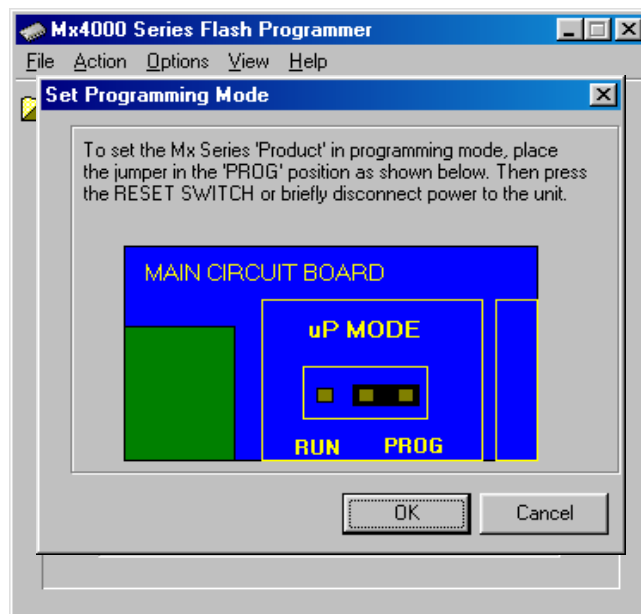 Mx4000 Series Flash Programmer
File Action Options View Help
Set Programming Mode
To set the Mx Series 'Product' in programming mode, place
the jumper in the 'PROG' position as shown below. Then press
the RESET SWITCH or briefly disconnect power to the unit.
MAIN CIRCUIT BOARD
uP MODE
RUN PROG
OK Cancel